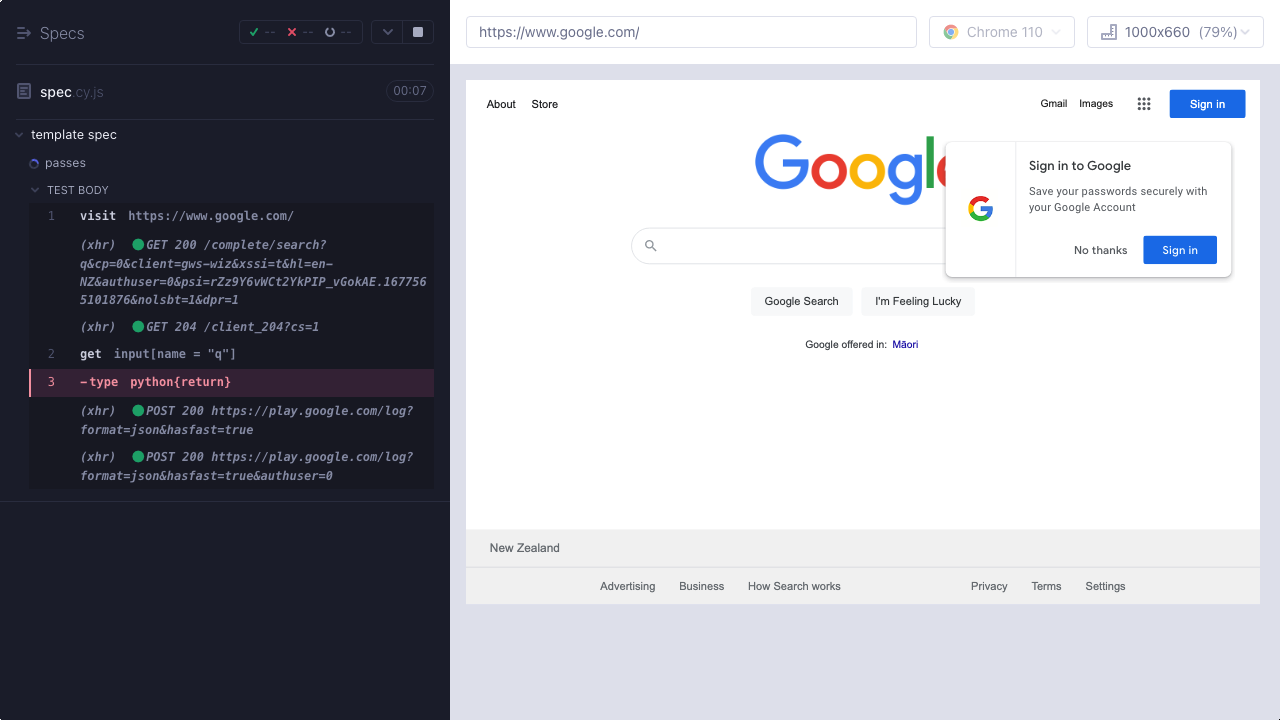 Specs
-- -- --
spec.cy.js
00:07
template spec
passes
TEST BODY
1 visit https://www.google.com/
(xhr) GET 200 /complete/search?
q&cp=0&client=gws-wiz&xssi=t&hl=en-
NZ&authuser=0&psi=rZz9Y6vWCt2YkPIP_vGokAE.167756
5101876&nolsbt=1&dpr=1
(xhr) GET 204 /client_204?cs=1
2 get input[name = "q"]
3 -type python{return}
(xhr) POST 200 https://play.google.com/log?
format=json&hasfast=true
(xhr) POST 200 https://play.google.com/log?
format=json&hasfast=true&authuser=0
https://www.google.com/
Chrome 110
1000x660 (79%)
About Store
Gmail Images
Sign in
Google
Sign in to Google
Save your passwords securely with
your Google Account
No thanks Sign in
Google Search I'm Feeling Lucky
Google offered in: Māori
New Zealand
Advertising Business How Search works Privacy Terms Settings